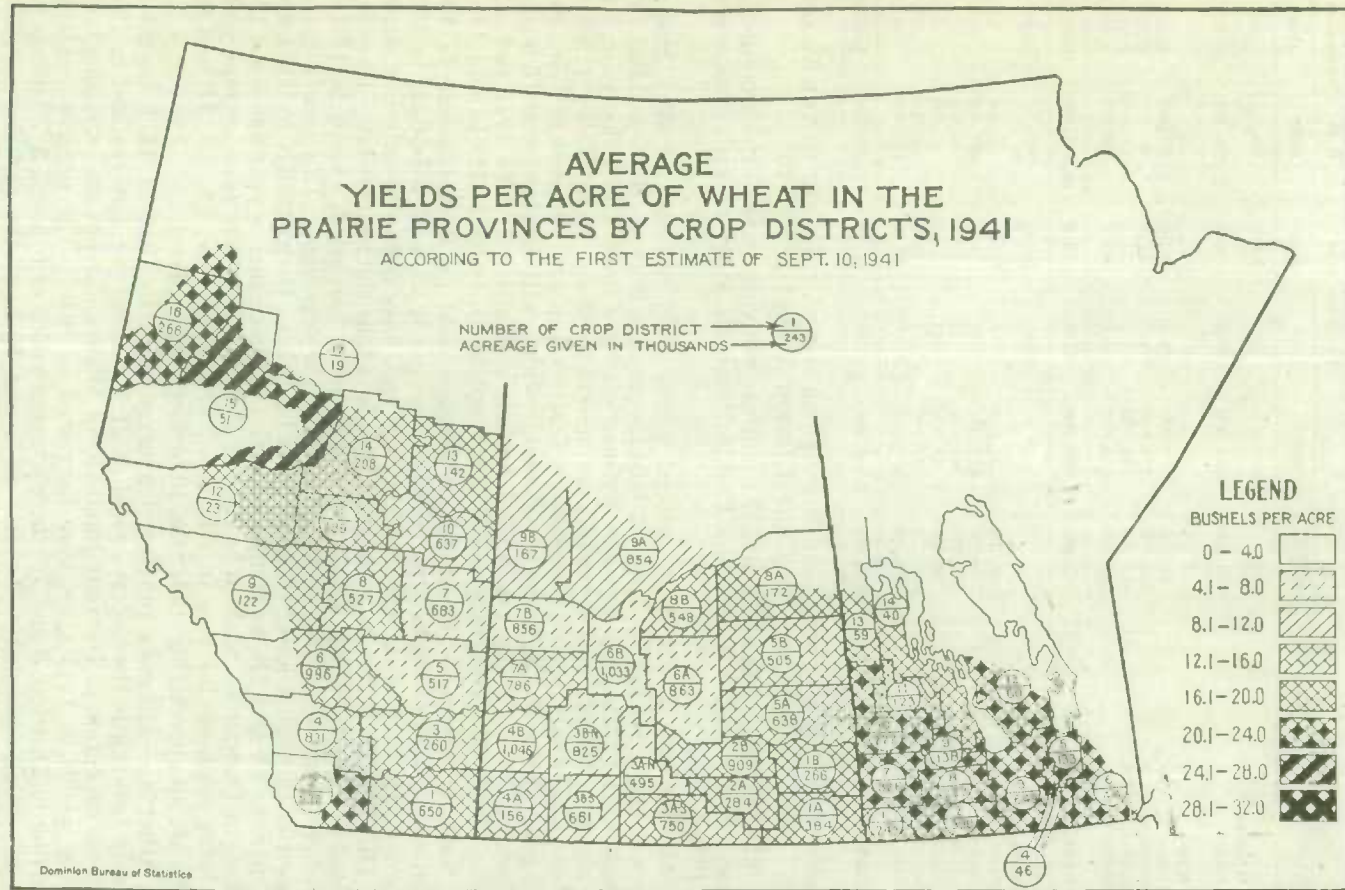 AVERAGE
YIELDS PER ACRE OF WHEAT IN THE
PRAIRIE PROVINCES BY CROP DISTRICTS, 1941
ACCORDING TO THE FIRST ESTIMATE OF SEPT. 10, 1941
NUMBER OF CROP DISTRICT
ACREAGE GIVEN IN THOUSANDS
1
243
16
268
17
19
15
51
14
298
13
142
12
23
10
637
9
122
8
527
7
683
6
996
5
517
4
831
3
260
1
650
9B
167
9A
854
7B
856
7A
786
6B
1,033
6A
863
8B
548
8A
172
5B
505
5A
638
4B
1,046
3BN
825
3AN
495
2B
909
1B
266
4A
156
3BS
661
3AS
750
2A
284
1A
384
14
40
13
59
11
123
9
138
7
4
46
LEGEND
BUSHELS PER ACRE
0 – 4.0
4.1 – 8.0
8.1 – 12.0
12.1 – 16.0
16.1 – 20.0
20.1 – 24.0
24.1 – 28.0
28.1 – 32.0
Dominion Bureau of Statistics